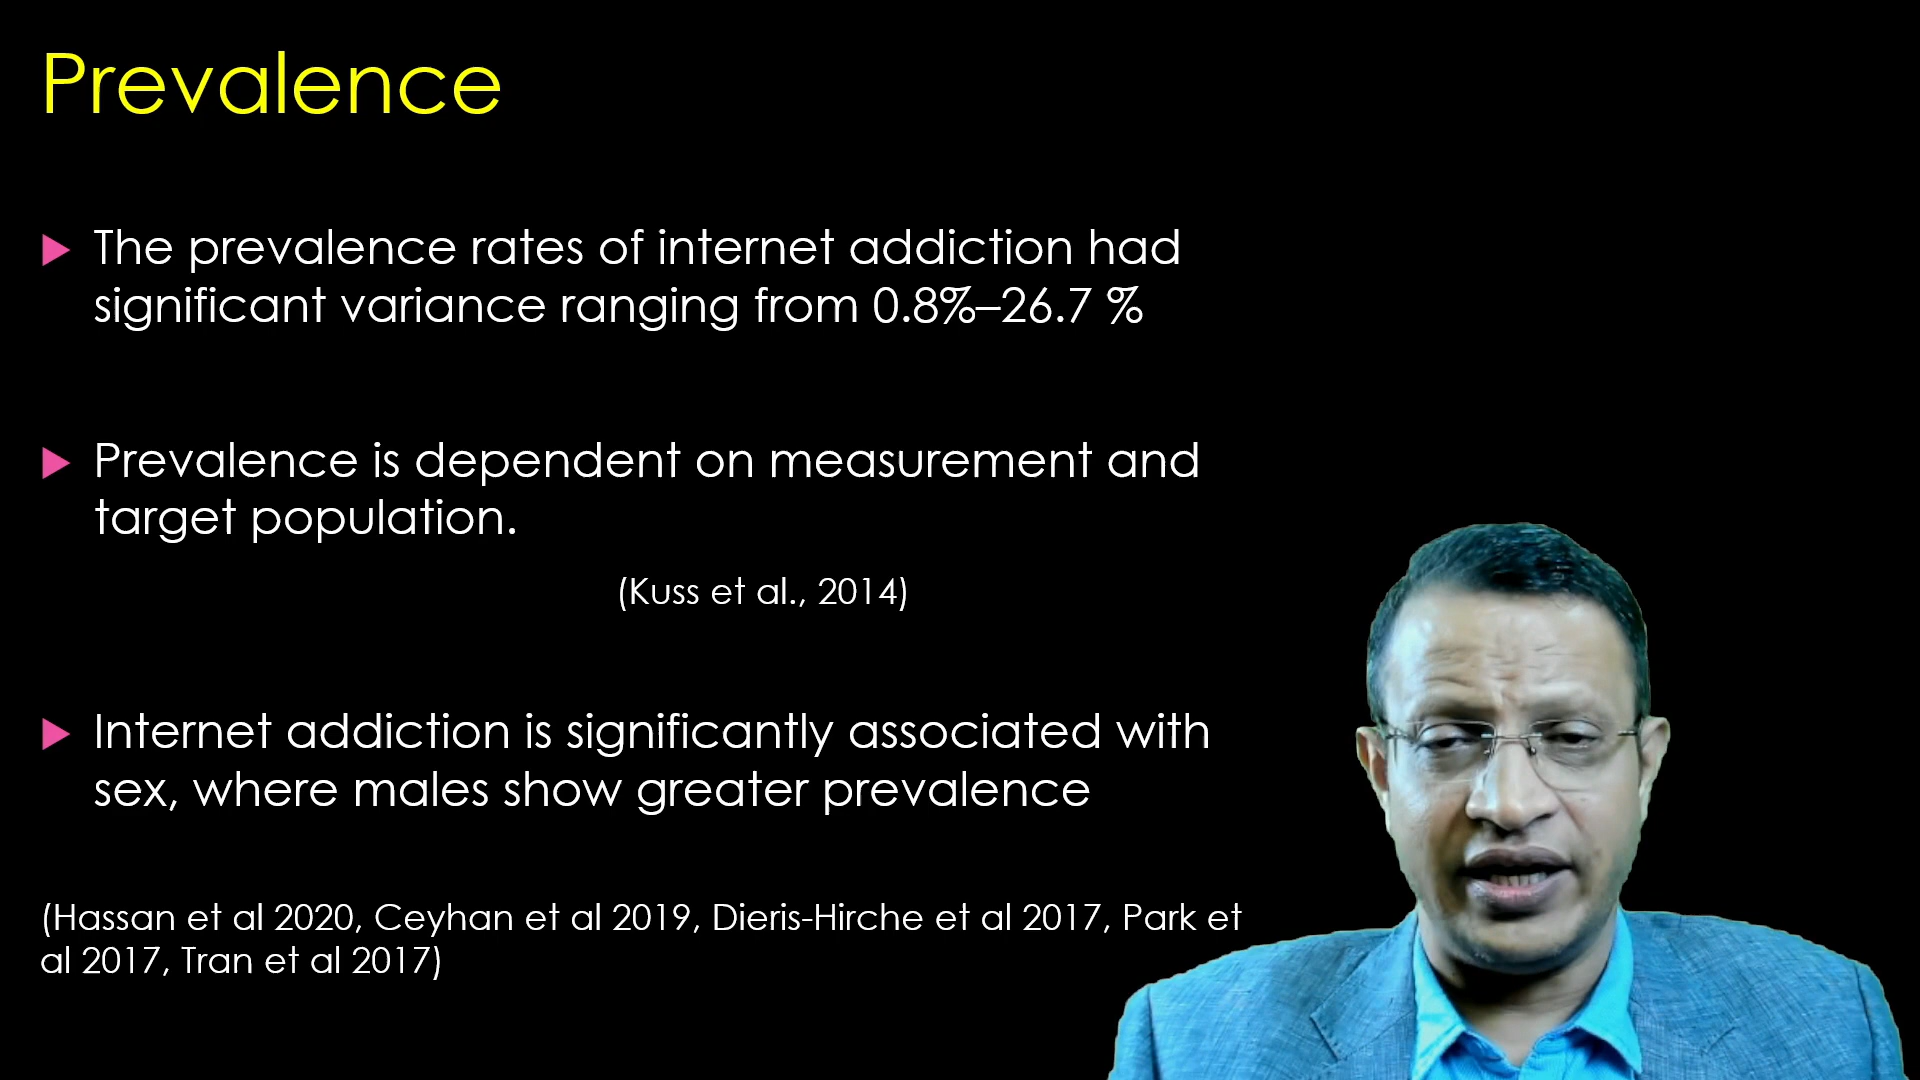 Prevalence
The prevalence rates of internet addiction had
significant variance ranging from 0.8%–26.7 %
Prevalence is dependent on measurement and
target population.
(Kuss et al., 2014)
Internet addiction is significantly associated with
sex, where males show greater prevalence
(Hassan et al 2020, Ceyhan et al 2019, Dieris-Hirche et al 2017, Park et
al 2017, Tran et al 2017)